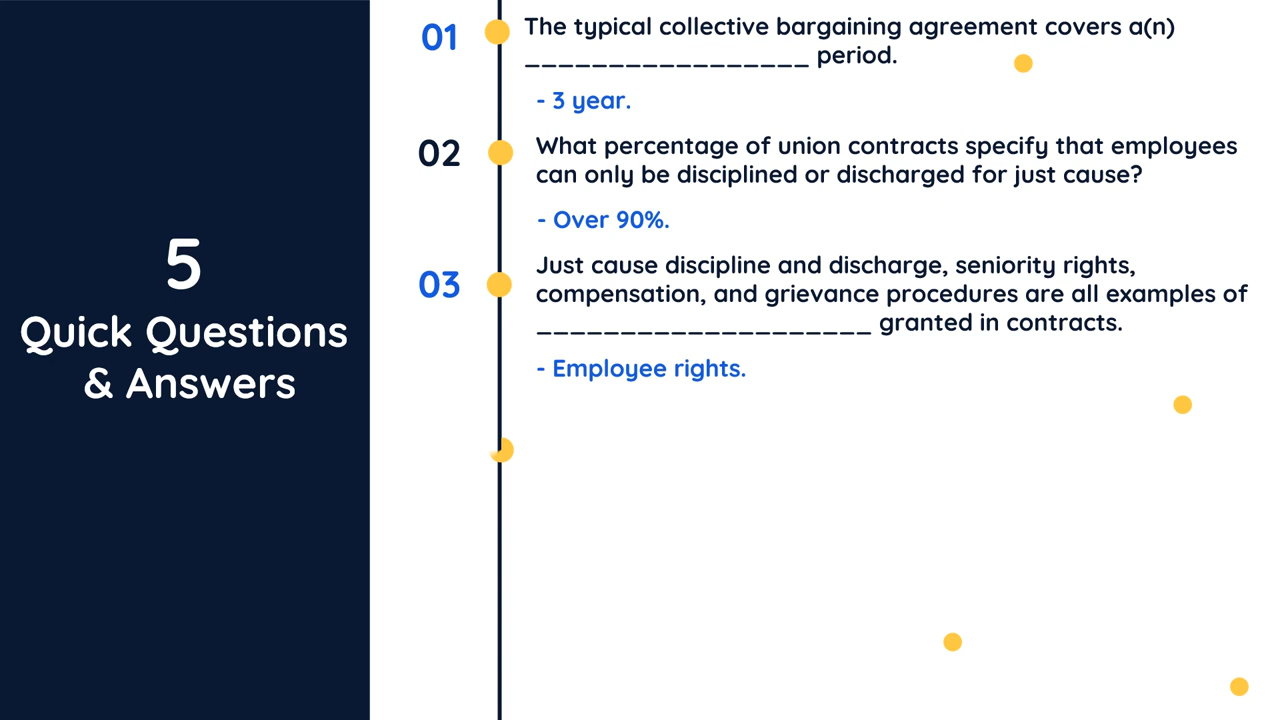 5
Quick Questions
& Answers
01
The typical collective bargaining agreement covers a(n)
_________________ period.
- 3 year.
02
What percentage of union contracts specify that employees
can only be disciplined or discharged for just cause?
- Over 90%.
03
Just cause discipline and discharge, seniority rights,
compensation, and grievance procedures are all examples of
____________________ granted in contracts.
- Employee rights.